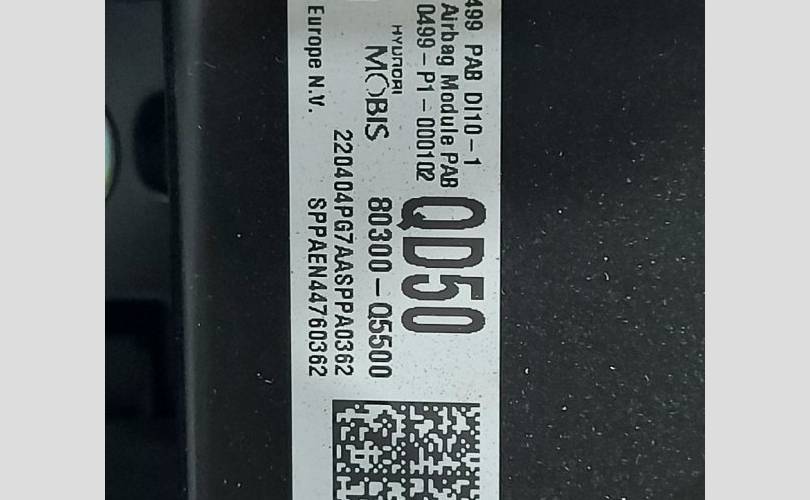 499 PAB DI10-1
Airbag Module PAB
0499-P1-000102
QD50
HYUNDAI
MOBIS
80300-Q5500
220404PG7AASPPA0362
Europe N.V.
SPPAEN44760362